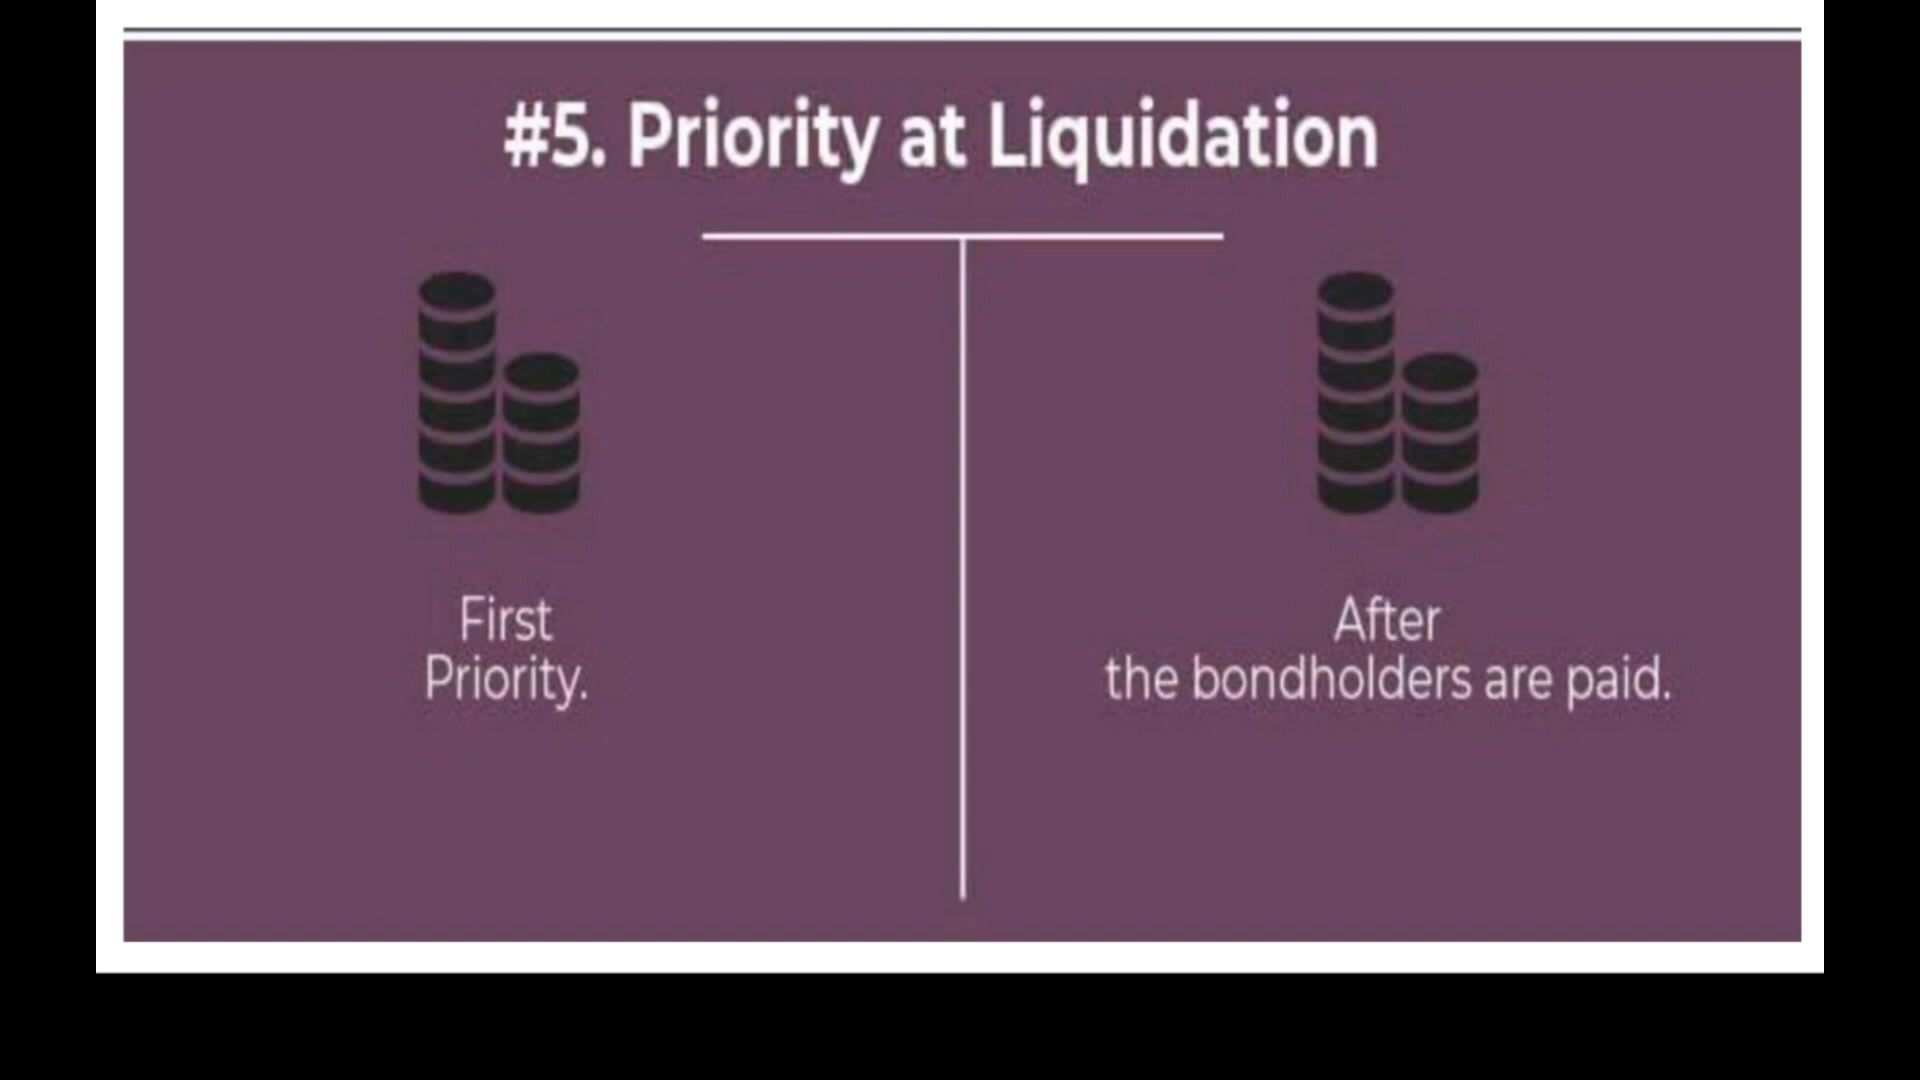 #5. Priority at Liquidation
First
Priority.
After
the bondholders are paid.